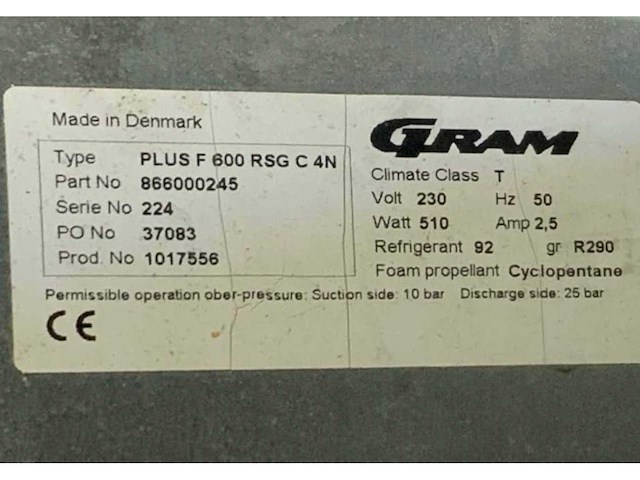 Made in Denmark
Type PLUS F 600 RSG C 4N
Part No 866000245
Serie No 224
PO No 37083
Prod. No 1017556
GRAM
Climate Class T
Volt 230 Hz 50
Watt 510 Amp 2,5
Refrigerant 92 gr R290
Foam propellant Cyclopentane
Permissible operation ober-pressure: Suction side: 10 bar Discharge side: 25 bar
CE